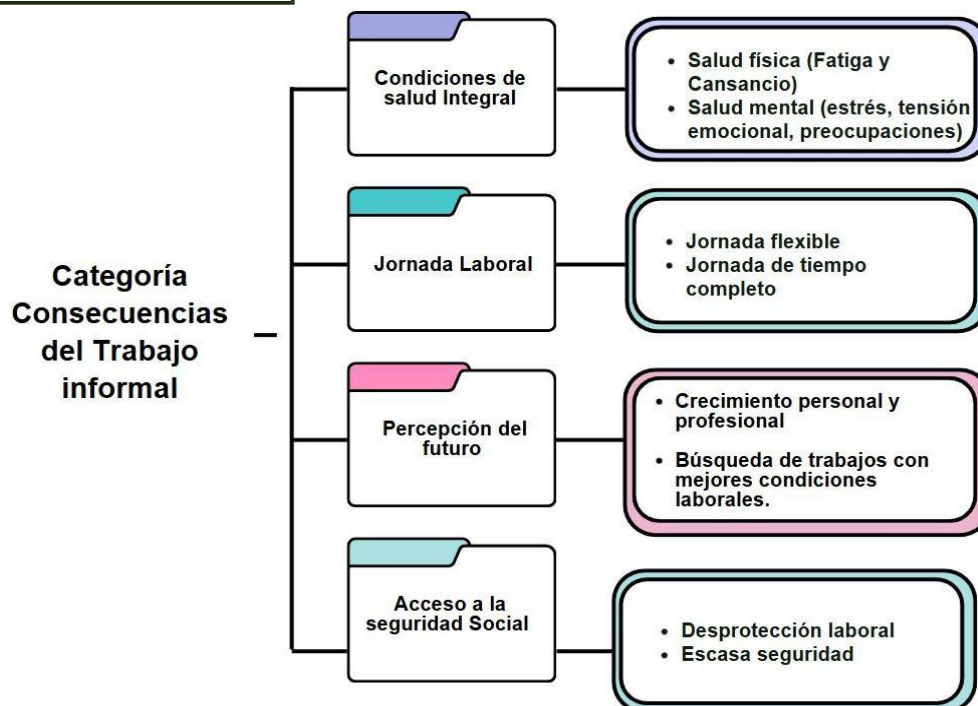 Categoría
Consecuencias
del Trabajo
informal
Condiciones de
salud Integral
• Salud física (Fatiga y
Cansancio)
• Salud mental (estrés, tensión
emocional, preocupaciones)
Jornada Laboral
• Jornada flexible
• Jornada de tiempo
completo
Percepción del
futuro
• Crecimiento personal y
profesional
• Búsqueda de trabajos con
mejores condiciones
laborales.
Acceso a la
seguridad Social
• Desprotección laboral
• Escasa seguridad